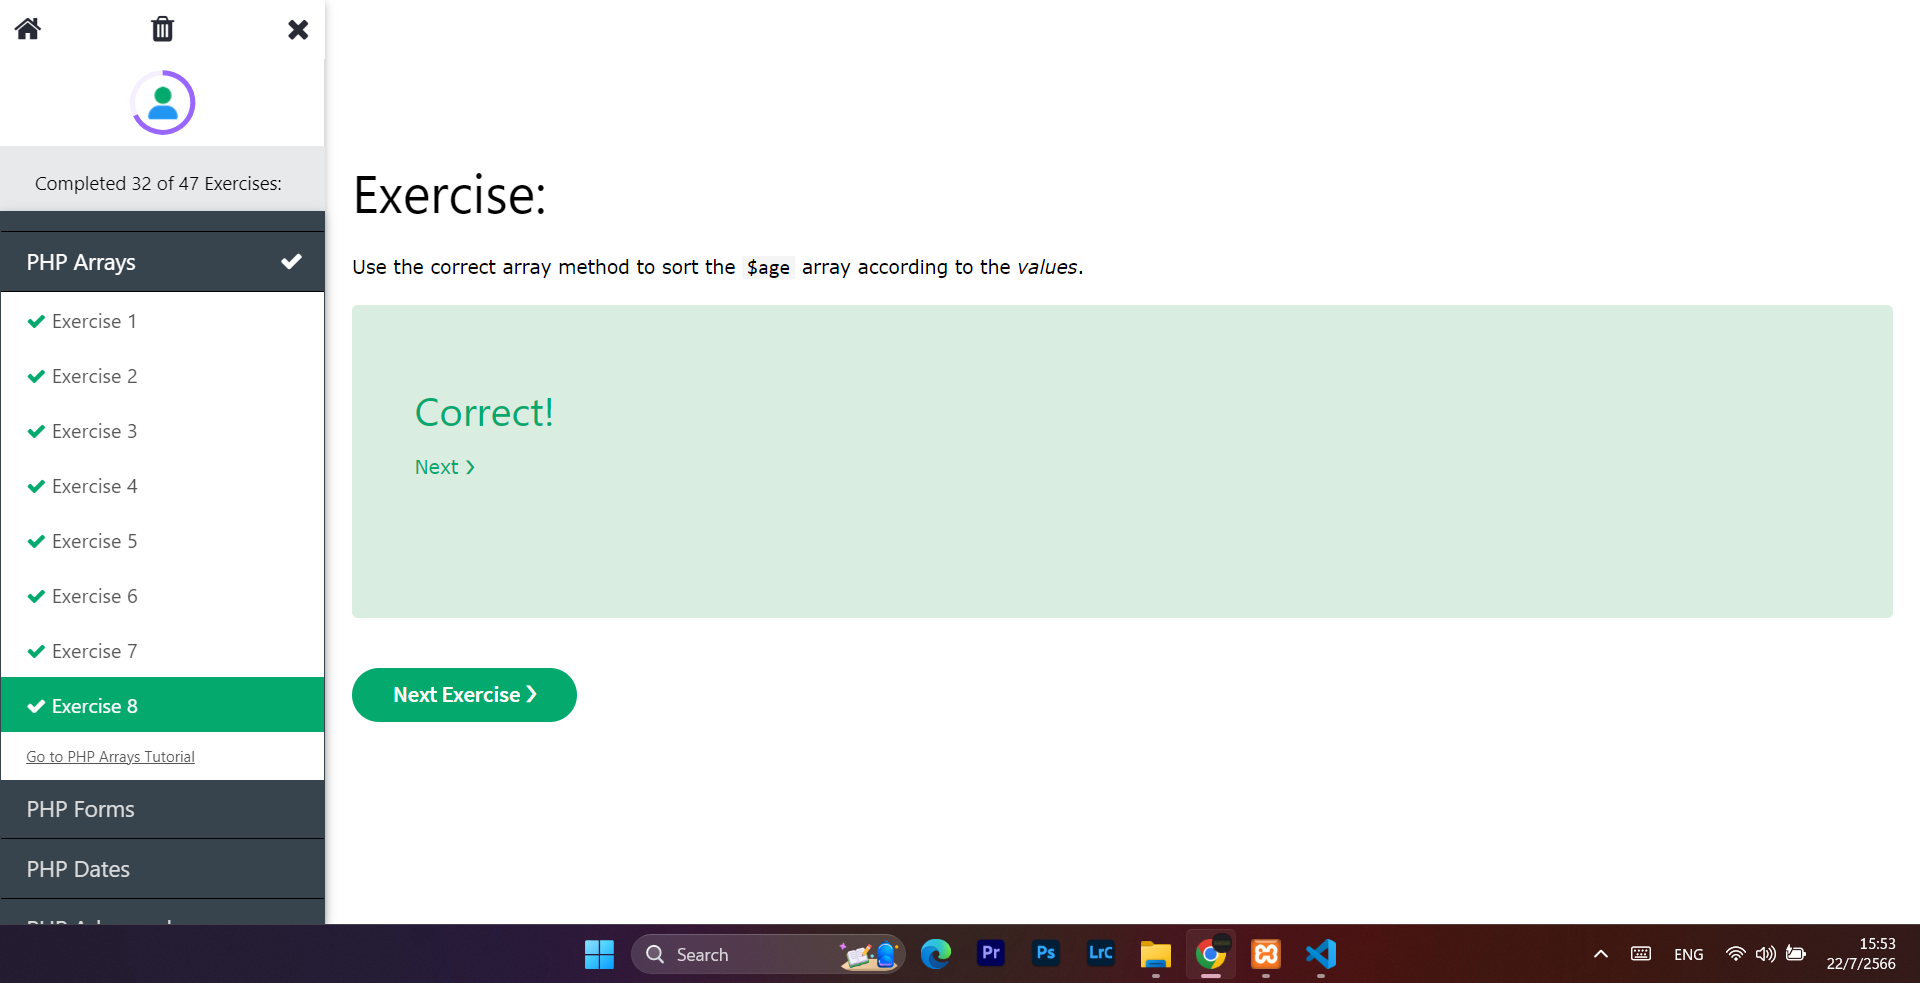 Completed 32 of 47 Exercises:
PHP Arrays
Exercise 1
Exercise 2
Exercise 3
Exercise 4
Exercise 5
Exercise 6
Exercise 7
Exercise 8
Go to PHP Arrays Tutorial
PHP Forms
PHP Dates
Exercise:
Use the correct array method to sort the $age array according to the values.
Correct!
Next ❯
Next Exercise ❯
Search
Pr
Ps
LrC
ENG
15:53
22/7/2566